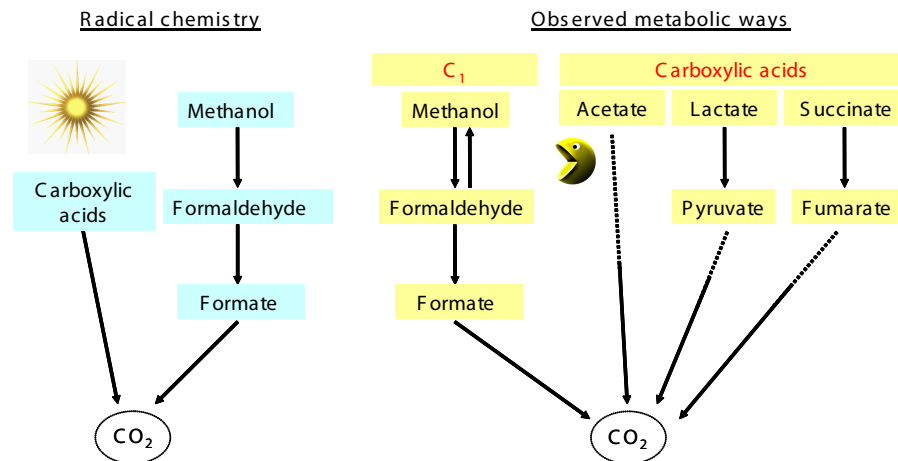 Radical chemistry
Observed metabolic ways
C₁
Carboxylic acids
Methanol
Methanol
Acetate
Lactate
Succinate
Carboxylic
acids
Formaldehyde
Formaldehyde
Pyruvate
Fumarate
Formate
Formate
CO₂
CO₂